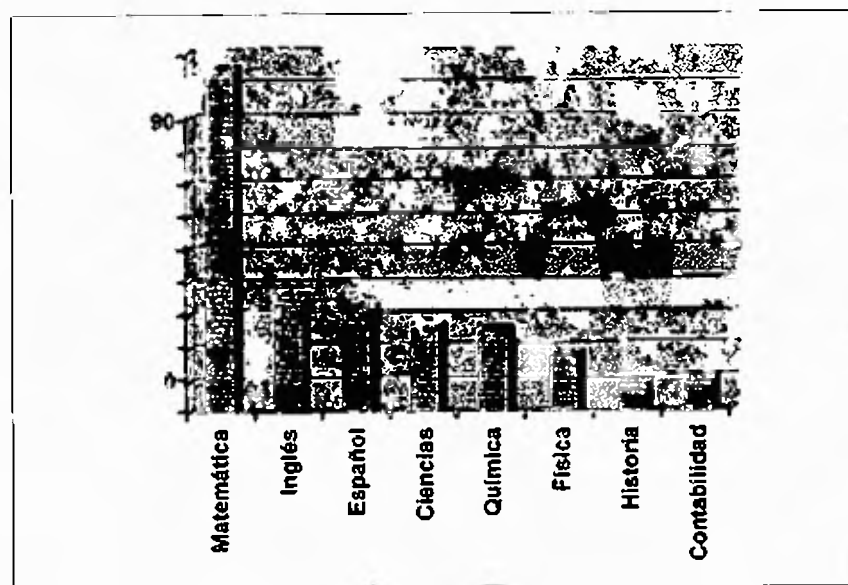 90
Matemática
Inglés
Español
Ciencias
Química
Física
Historia
Contabilidad